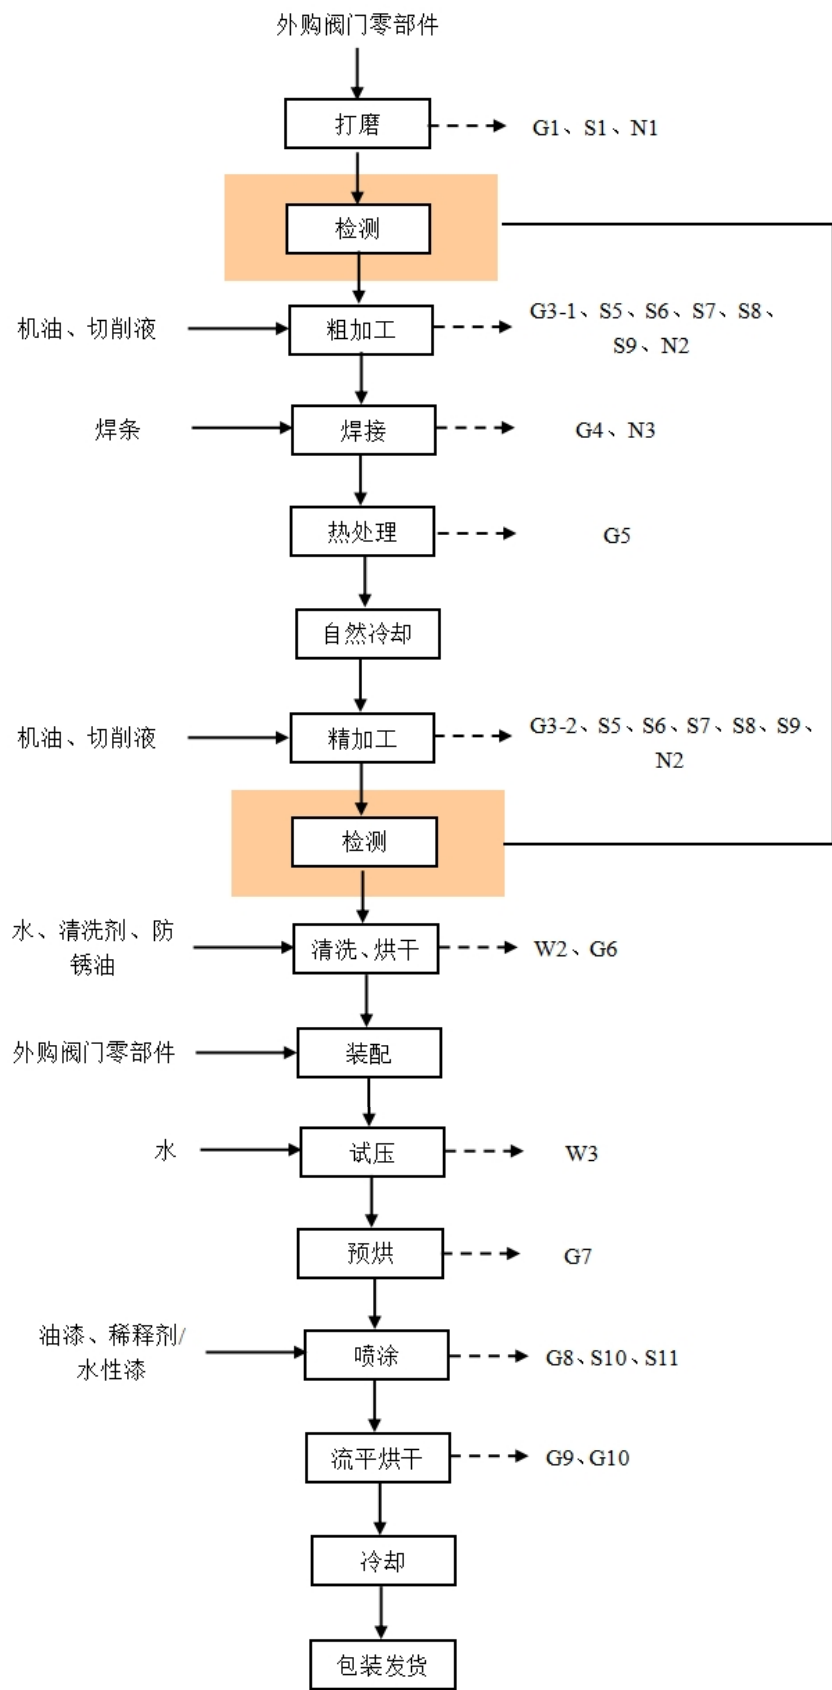 外购阀门零部件
打磨
G1、S1、N1
检测
机油、切削液
粗加工
G3-1、S5、S6、S7、S8、
S9、N2
焊条
焊接
G4、N3
热处理
G5
自然冷却
机油、切削液
精加工
G3-2、S5、S6、S7、S8、S9、
N2
检测
水、清洗剂、防
锈油
清洗、烘干
W2、G6
外购阀门零部件
装配
水
试压
W3
预烘
G7
油漆、稀释剂/
水性漆
喷涂
G8、S10、S11
流平烘干
G9、G10
冷却
包装发货